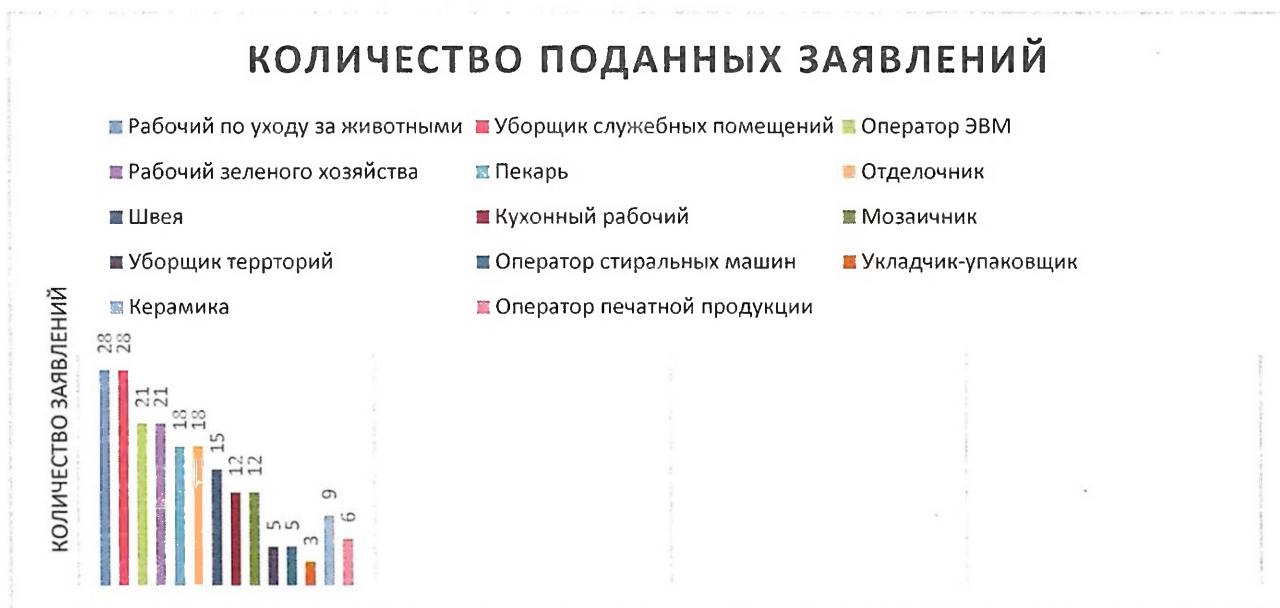 КОЛИЧЕСТВО ПОДАННЫХ ЗАЯВЛЕНИЙ
Рабочий по уходу за животными Уборщик служебных помещений Оператор ЭВМ
Рабочий зеленого хозяйства Пекарь Отделочник
Швея Кухонный рабочий Мозаичник
Уборщик террторий Оператор стиральных машин Укладчик-упаковщик
Керамика Оператор печатной продукции
КОЛИЧЕСТВО ЗАЯВЛЕНИЙ
28 28 21 21 18 18 15 12 12 5 5 3 9 6